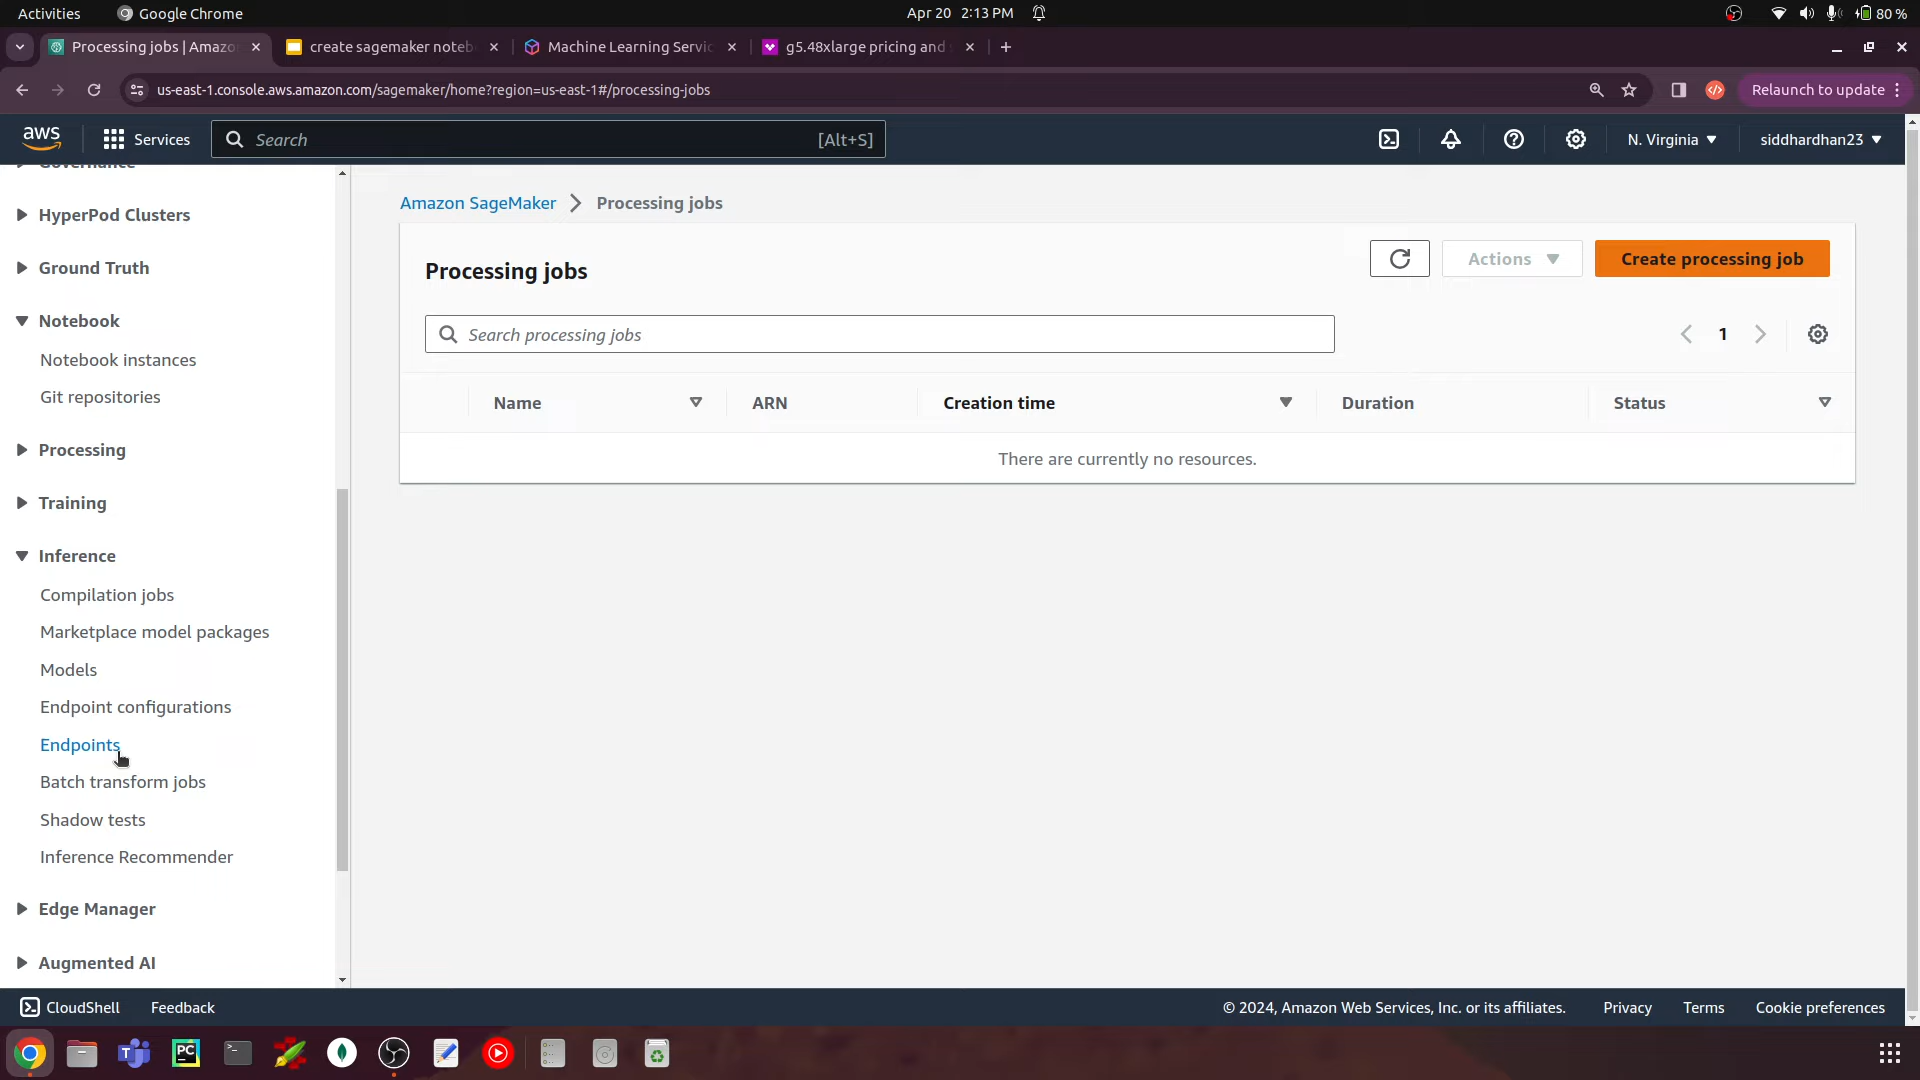 Activities
Google Chrome
Apr 20 2:13 PM
80 %
Processing jobs | Amazo
create sagemaker noteb
Machine Learning Servic
g5.48xlarge pricing and
us-east-1.console.aws.amazon.com/sagemaker/home?region=us-east-1#/processing-jobs
Relaunch to update
aws
Services
Search
[Alt+S]
N. Virginia
siddhardhan23
Governance
HyperPod Clusters
Ground Truth
Notebook
Notebook instances
Git repositories
Processing
Training
Inference
Compilation jobs
Marketplace model packages
Models
Endpoint configurations
Endpoints
Batch transform jobs
Shadow tests
Inference Recommender
Edge Manager
Augmented AI
Amazon SageMaker
Processing jobs
Processing jobs
Actions
Create processing job
Search processing jobs
1
Name
ARN
Creation time
Duration
Status
There are currently no resources.
CloudShell
Feedback
© 2024, Amazon Web Services, Inc. or its affiliates.
Privacy
Terms
Cookie preferences
PC